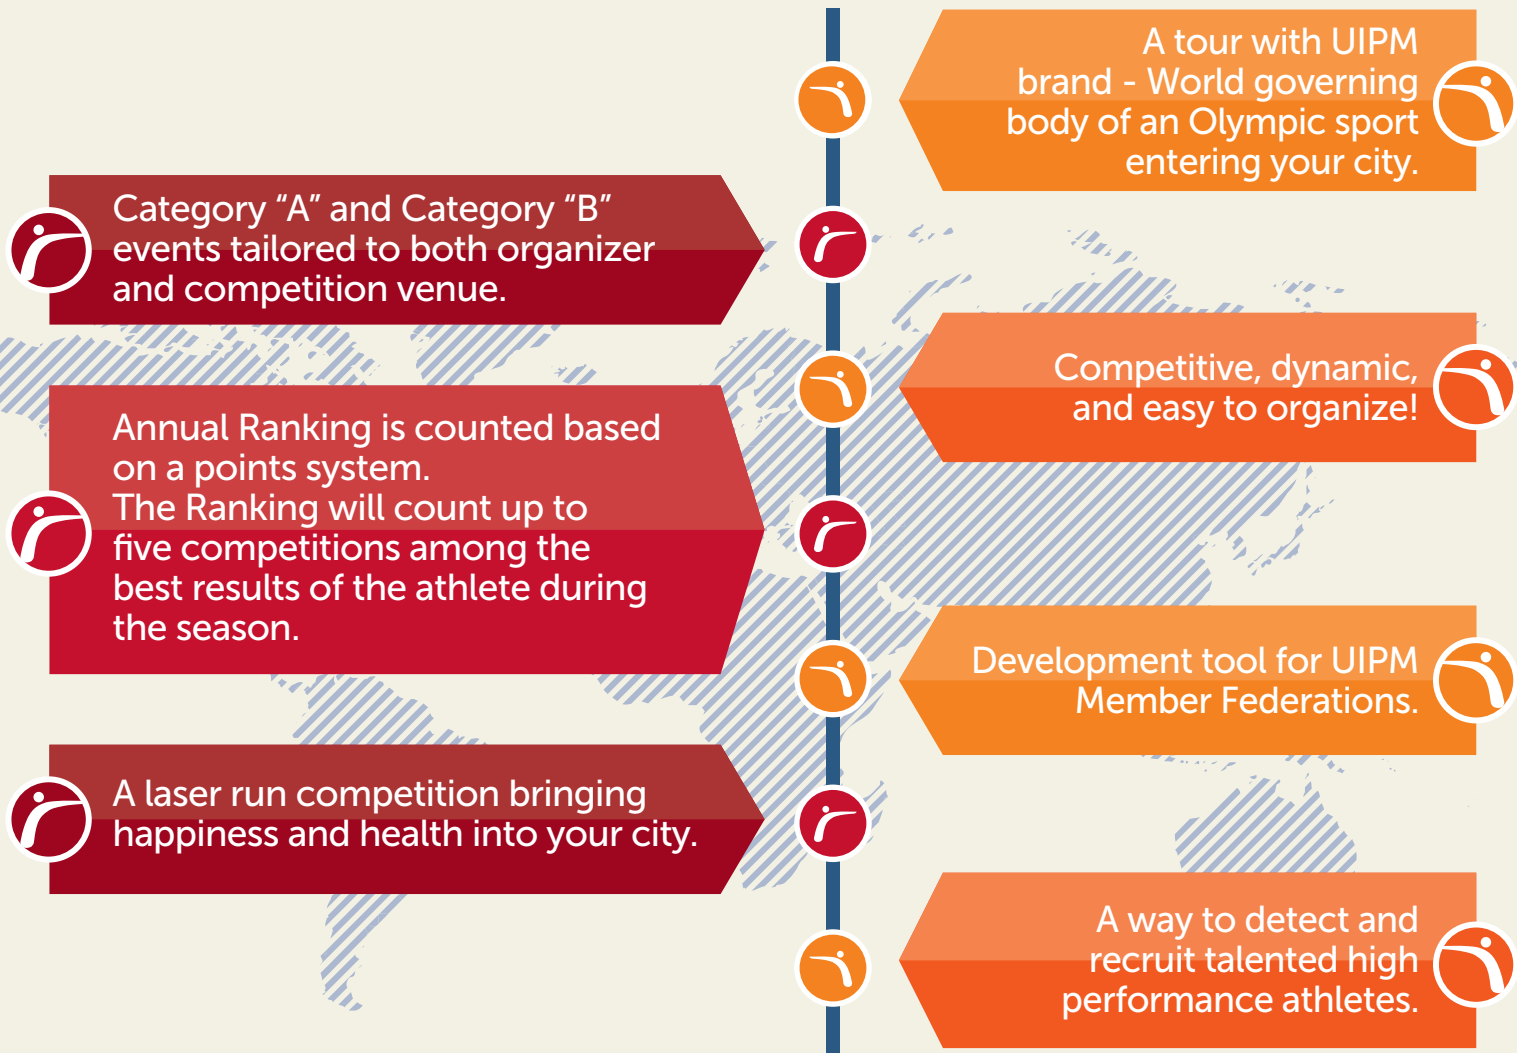 A tour with UIPM
brand - World governing
body of an Olympic sport
entering your city.
Category “A” and Category “B”
events tailored to both organizer
and competition venue.
Competitive, dynamic,
and easy to organize!
Annual Ranking is counted based
on a points system.
The Ranking will count up to
five competitions among the
best results of the athlete during
the season.
Development tool for UIPM
Member Federations.
A laser run competition bringing
happiness and health into your city.
A way to detect and
recruit talented high
performance athletes.